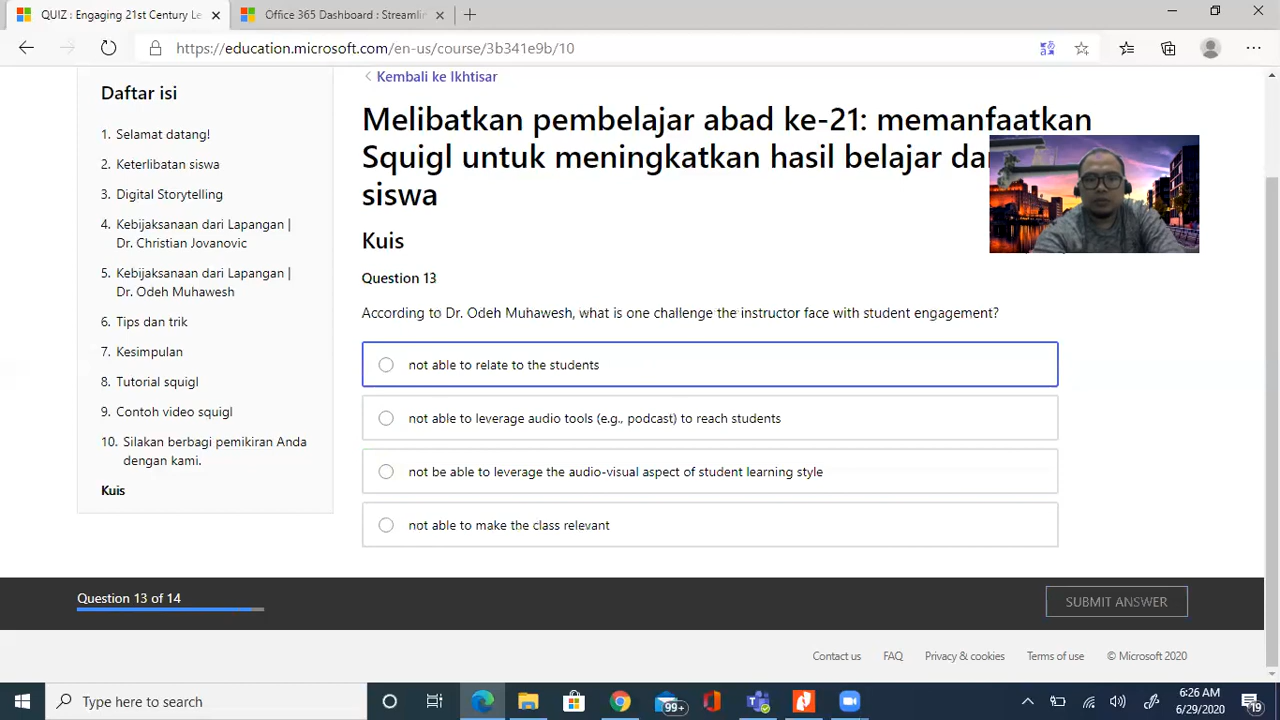 QUIZ : Engaging 21st Century Le
Office 365 Dashboard : Streamlin
https://education.microsoft.com/en-us/course/3b341e9b/10
Daftar isi
1. Selamat datang!
2. Keterlibatan siswa
3. Digital Storytelling
4. Kebijaksanaan dari Lapangan |
Dr. Christian Jovanovic
5. Kebijaksanaan dari Lapangan |
Dr. Odeh Muhawesh
6. Tips dan trik
7. Kesimpulan
8. Tutorial squigl
9. Contoh video squigl
10. Silakan berbagi pemikiran Anda
dengan kami.
Kuis
Kembali ke Ikhtisar
Melibatkan pembelajar abad ke-21: memanfaatkan
Squigl untuk meningkatkan hasil belajar da
siswa
Kuis
Question 13
According to Dr. Odeh Muhawesh, what is one challenge the instructor face with student engagement?
not able to relate to the students
not able to leverage audio tools (e.g., podcast) to reach students
not be able to leverage the audio-visual aspect of student learning style
not able to make the class relevant
Question 13 of 14
SUBMIT ANSWER
Contact us FAQ Privacy & cookies Terms of use © Microsoft 2020
Type here to search
99+
6:26 AM
6/29/2020
19